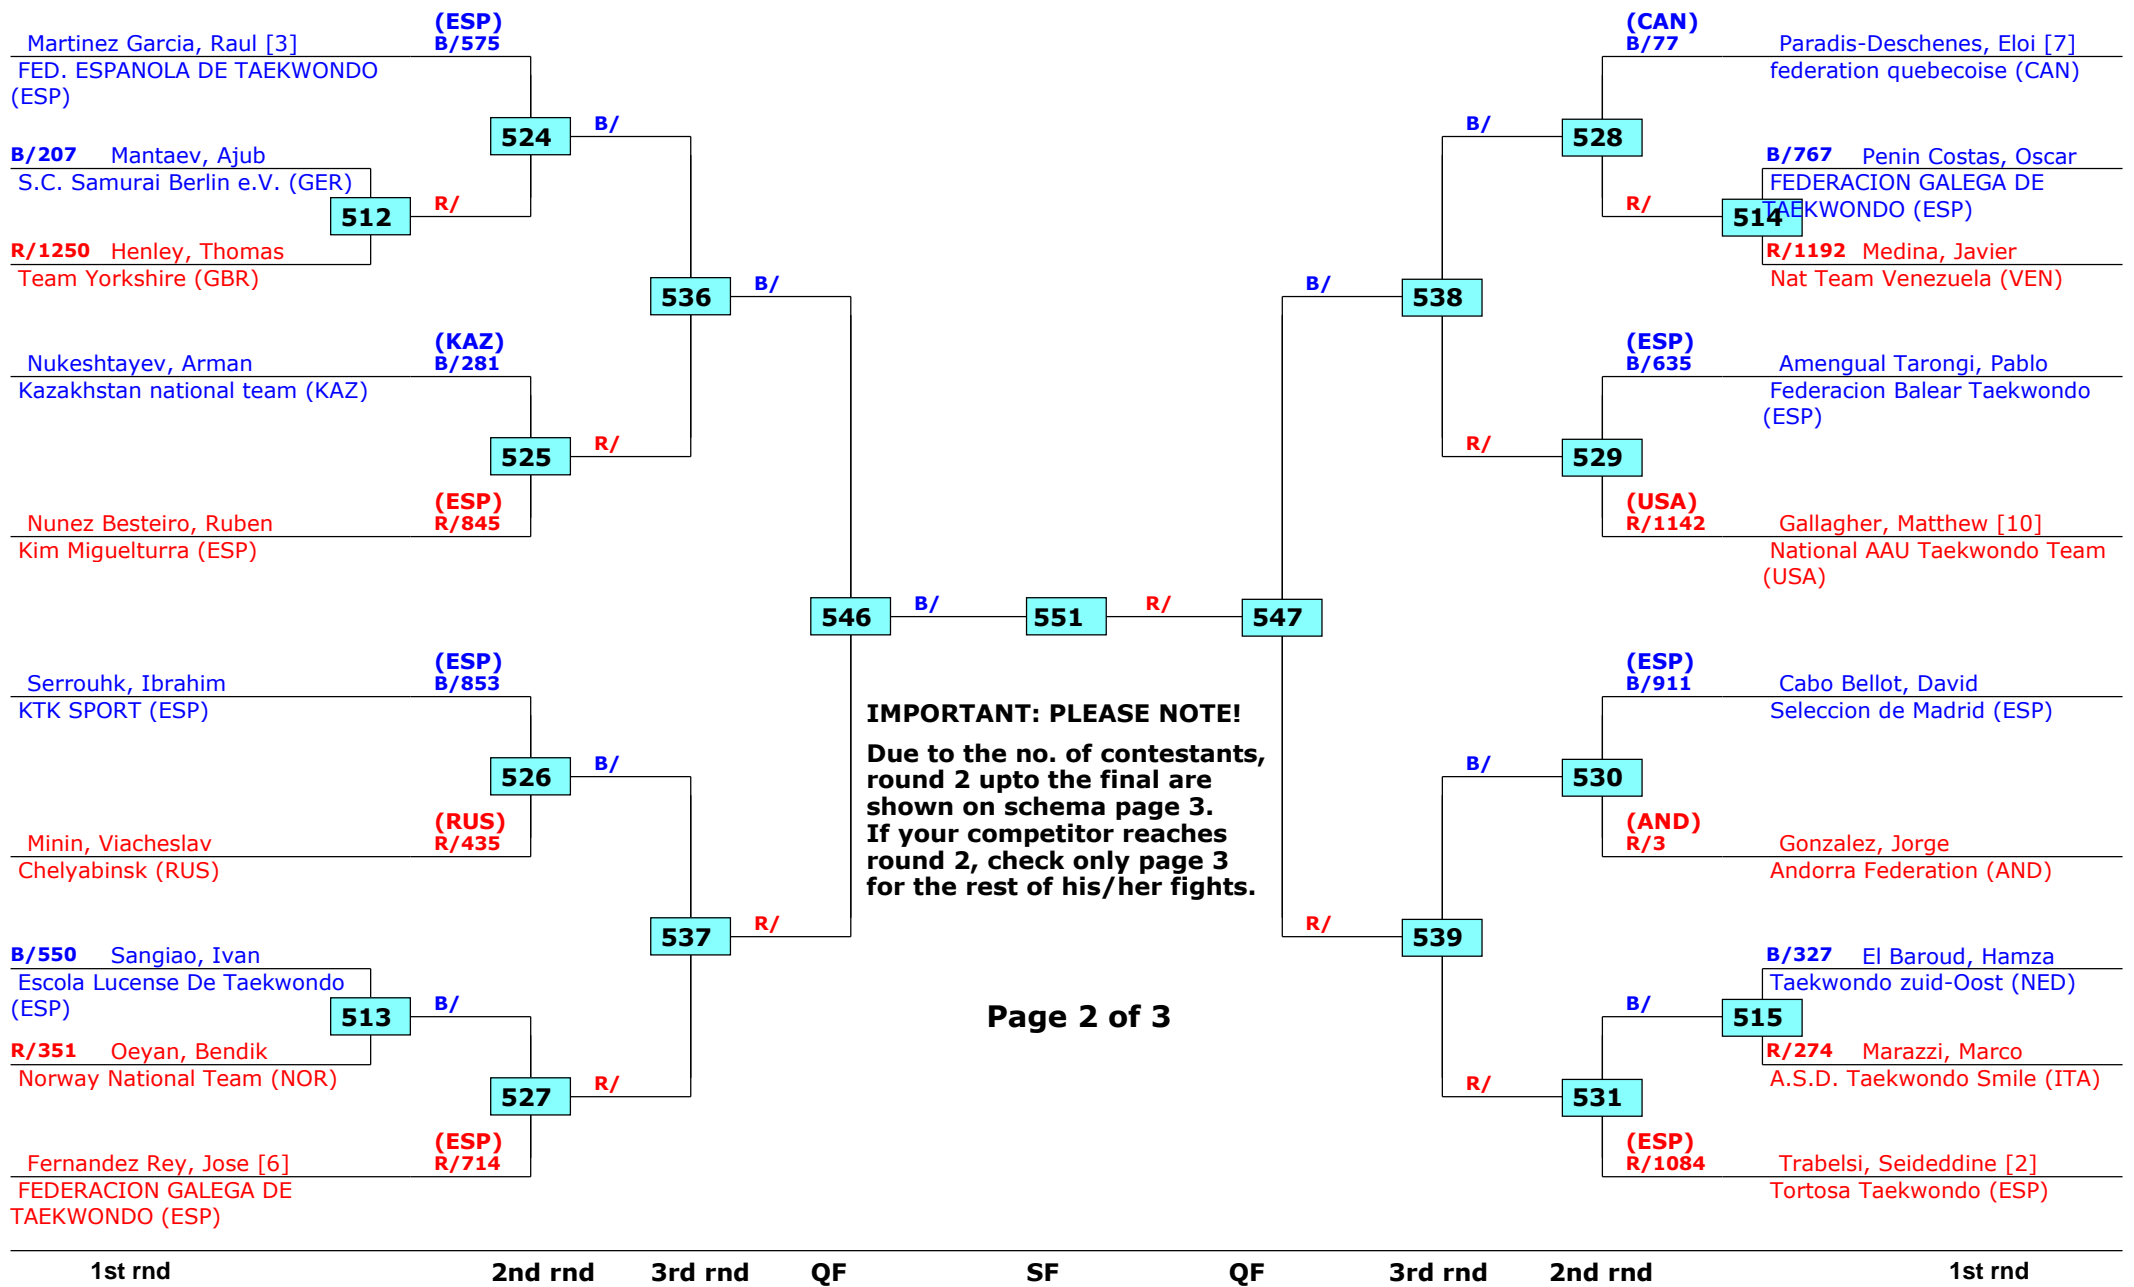 (ESP)
Martinez Garcia, Raul [3] B/575
FED. ESPANOLA DE TAEKWONDO
(ESP)
524
B/
B/207 Mantaev, Ajub
S.C. Samurai Berlin e.V. (GER)
512
R/
R/1250 Henley, Thomas
Team Yorkshire (GBR)
536
B/
(KAZ)
Nukeshtayev, Arman B/281
Kazakhstan national team (KAZ)
525
R/
(ESP)
Nunez Besteiro, Ruben R/845
Kim Miguelturra (ESP)
546
B/
551
R/
547
(ESP)
Serrouhk, Ibrahim B/853
KTK SPORT (ESP)
526
B/
(RUS)
Minin, Viacheslav R/435
Chelyabinsk (RUS)
537
R/
B/550 Sangiao, Ivan
Escola Lucense De Taekwondo
(ESP)
513
B/
R/351 Oeyan, Bendik
Norway National Team (NOR)
527
R/
(ESP)
Fernandez Rey, Jose [6] R/714
FEDERACION GALEGA DE
TAEKWONDO (ESP)
IMPORTANT: PLEASE NOTE!
Due to the no. of contestants,
round 2 upto the final are
shown on schema page 3.
If your competitor reaches
round 2, check only page 3
for the rest of his/her fights.
Page 2 of 3
(CAN)
B/77 Paradis-Deschenes, Eloi [7]
federation quebecoise (CAN)
B/
528
B/767 Penin Costas, Oscar
FEDERACION GALEGA DE
TAEKWONDO (ESP)
R/
514
R/1192 Medina, Javier
Nat Team Venezuela (VEN)
B/
538
(ESP)
B/635 Amengual Tarongi, Pablo
Federacion Balear Taekwondo
(ESP)
R/
529
(USA)
R/1142 Gallagher, Matthew [10]
National AAU Taekwondo Team
(USA)
(ESP)
B/911 Cabo Bellot, David
Seleccion de Madrid (ESP)
B/
530
(AND)
R/3 Gonzalez, Jorge
Andorra Federation (AND)
R/
539
B/327 El Baroud, Hamza
Taekwondo zuid-Oost (NED)
B/
515
R/274 Marazzi, Marco
A.S.D. Taekwondo Smile (ITA)
R/
531
(ESP)
R/1084 Trabelsi, Seideddine [2]
Tortosa Taekwondo (ESP)
1st rnd 2nd rnd 3rd rnd QF SF QF 3rd rnd 2nd rnd 1st rnd